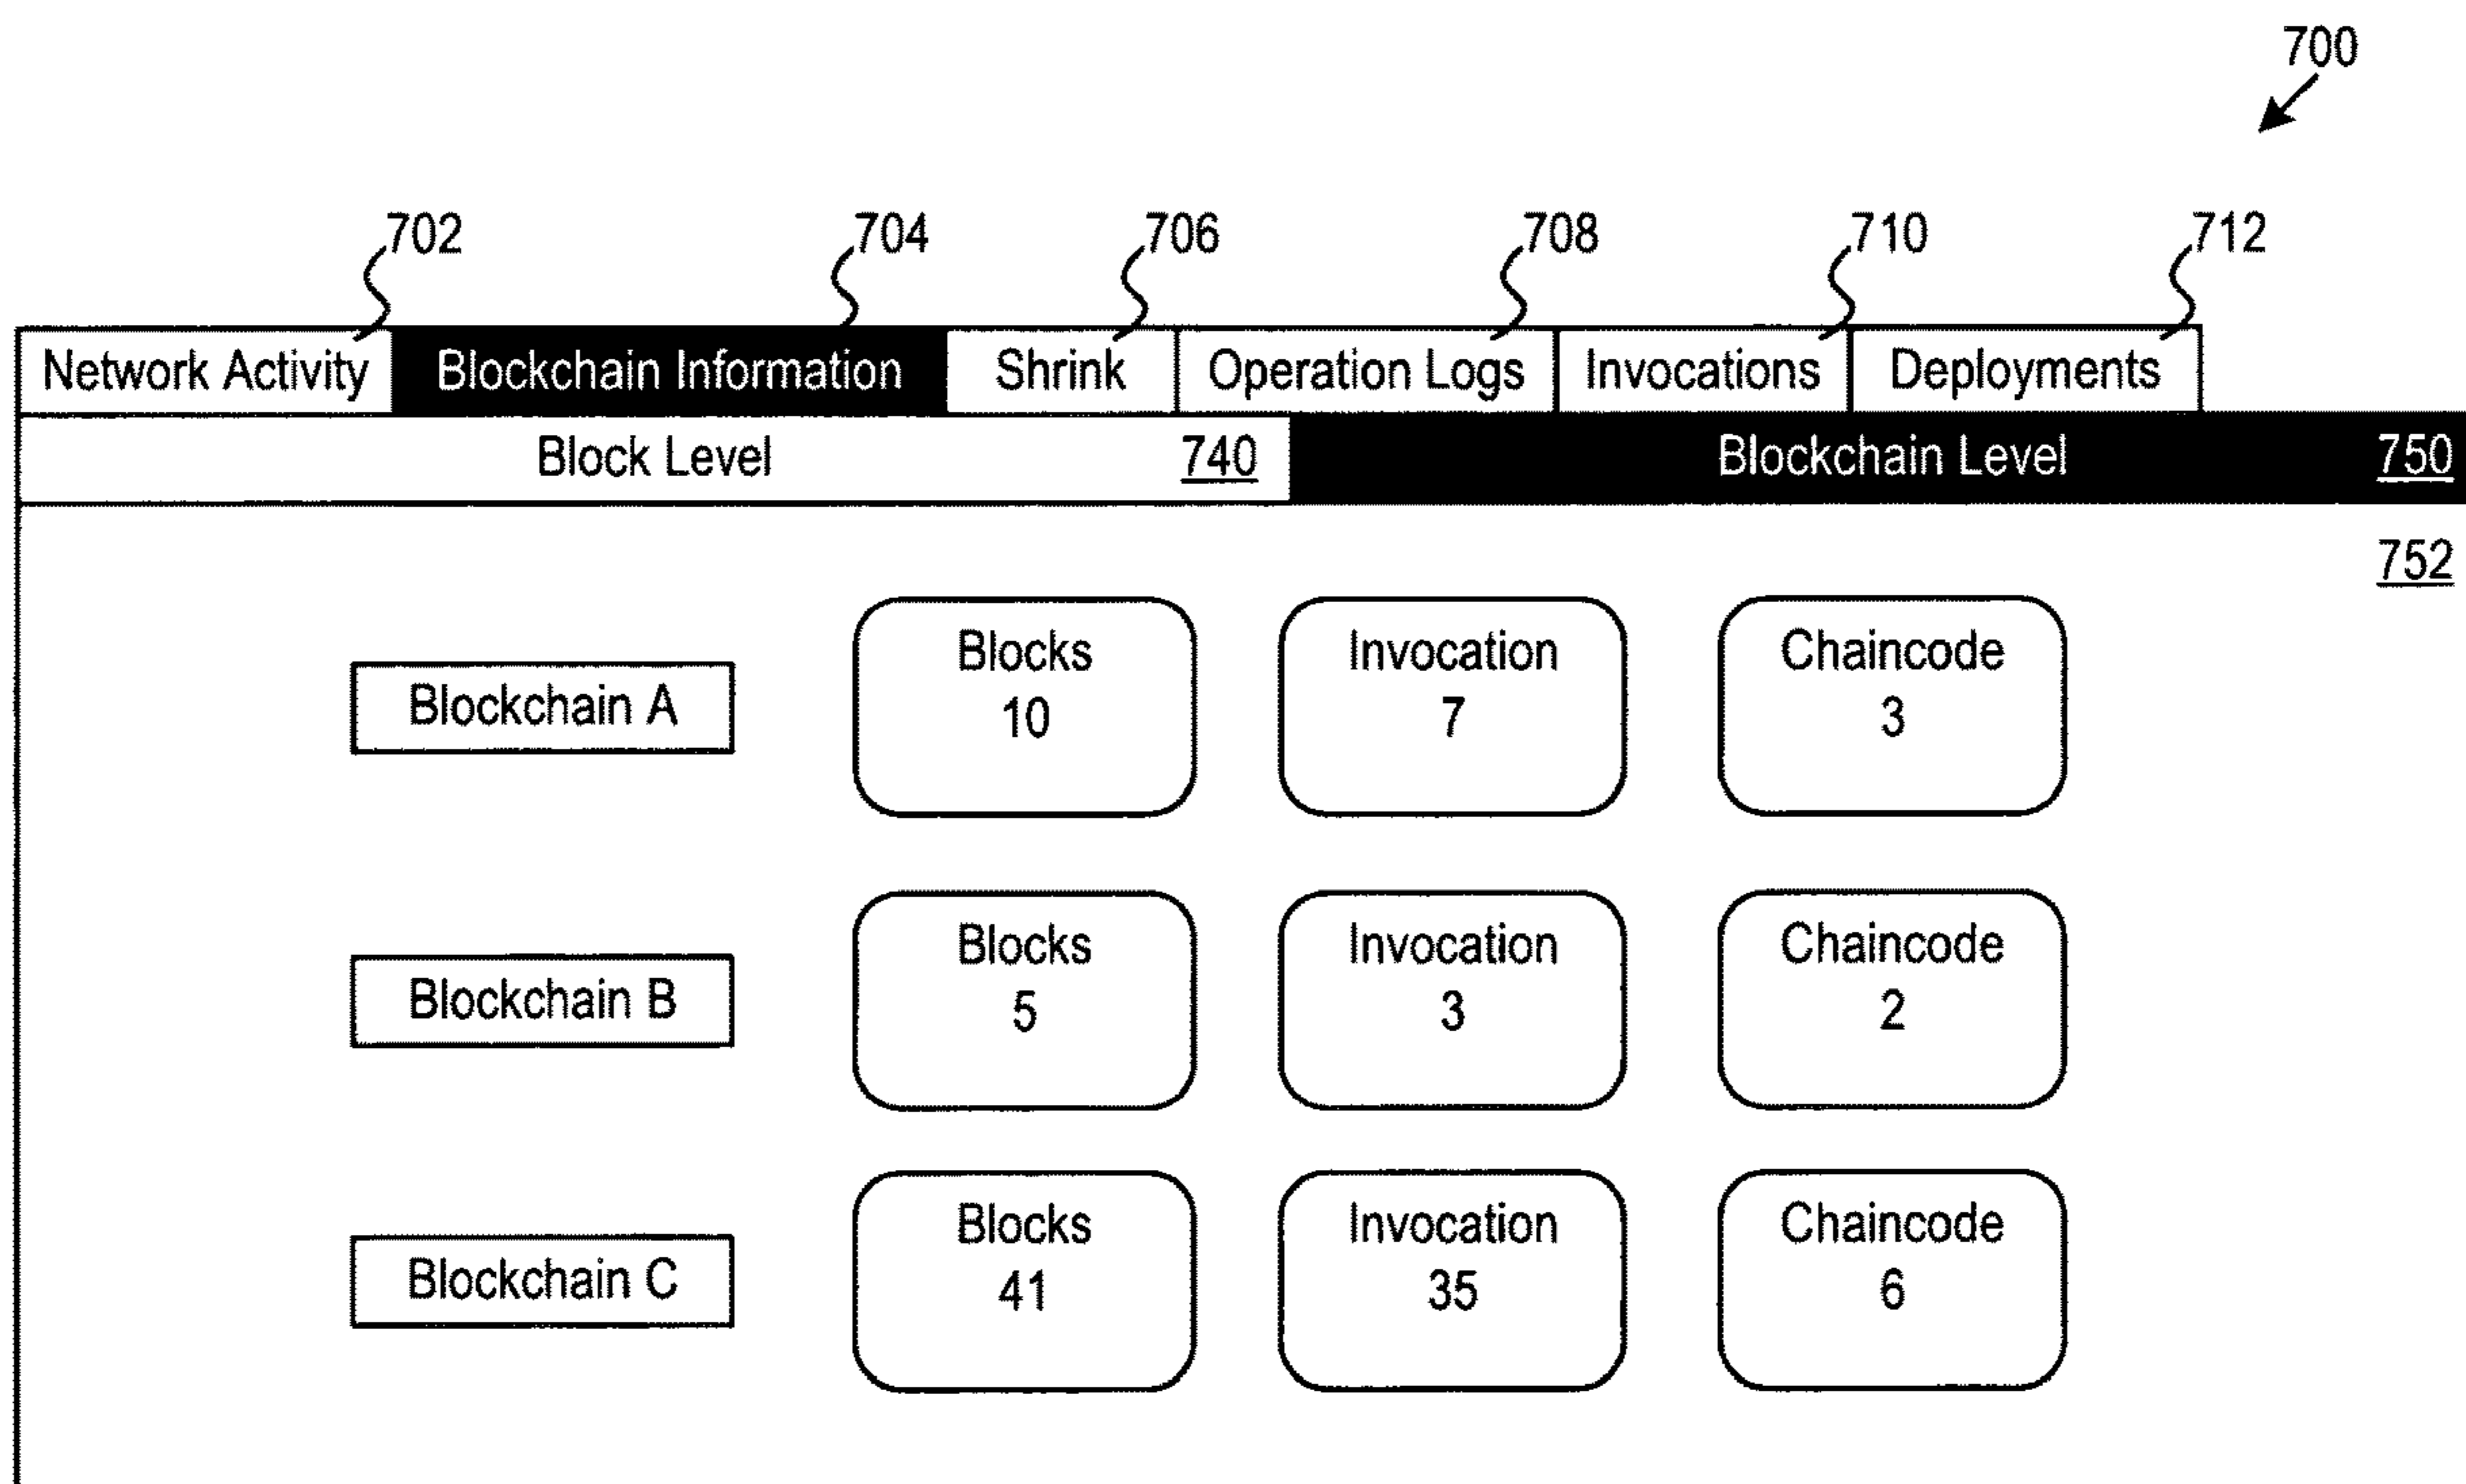 700
702 704 706 708 710 712
Network Activity Blockchain Information Shrink Operation Logs Invocations Deployments
Block Level 740 Blockchain Level 750
752
Blocks Invocation Chaincode
Blockchain A 10 7 3
Blocks Invocation Chaincode
Blockchain B 5 3 2
Blocks Invocation Chaincode
Blockchain C 41 35 6